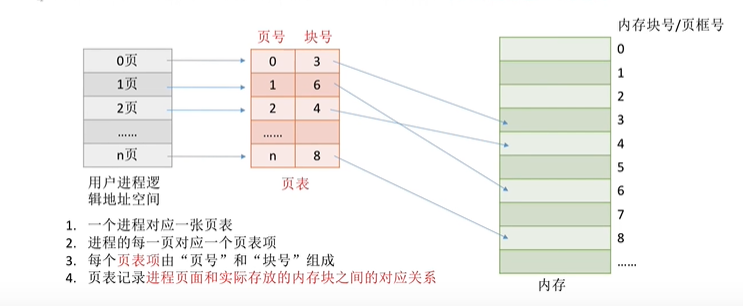 内存块号/页框号
页号 块号
0页
1页
2页
......
n页
0 3
1 6
2 4
......
n 8
0
1
2
3
4
5
6
7
8
......
用户进程逻
辑地址空间
页表
内存
1. 一个进程对应一张页表
2. 进程的每一页对应一个页表项
3. 每个页表项由“页号”和“块号”组成
4. 页表记录进程页面和实际存放的内存块之间的对应关系